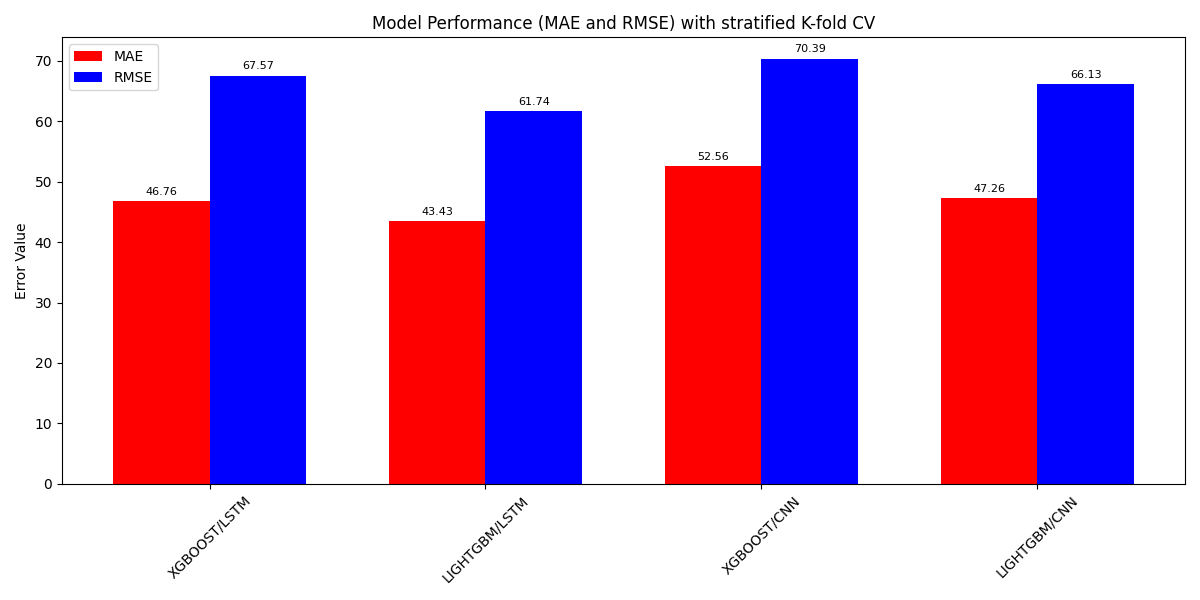 Model Performance (MAE and RMSE) with stratified K-fold CV
MAE
RMSE
Error Value
70
60
50
40
30
20
10
0
46.76
67.57
43.43
61.74
52.56
70.39
47.26
66.13
XGBOOST/LSTM
LIGHTGBM/LSTM
XGBOOST/CNN
LIGHTGBM/CNN